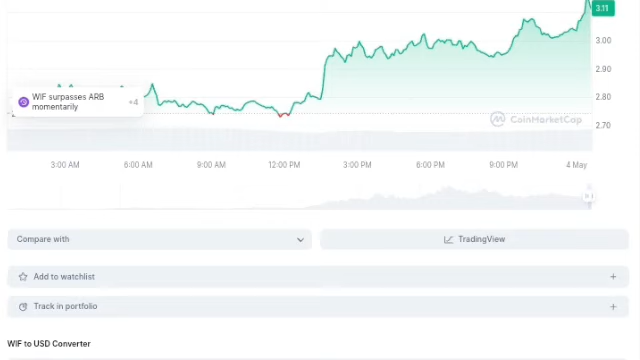 3.11
3.00
2.90
WIF surpasses ARB
momentarily
+4
2.80
CoinMarketCap
2.70
3:00 AM 6:00 AM 9:00 AM 12:00 PM 3:00 PM 6:00 PM 9:00 PM 4 May
Compare with
TradingView
Add to watchlist +
Track in portfolio +
WIF to USD Converter